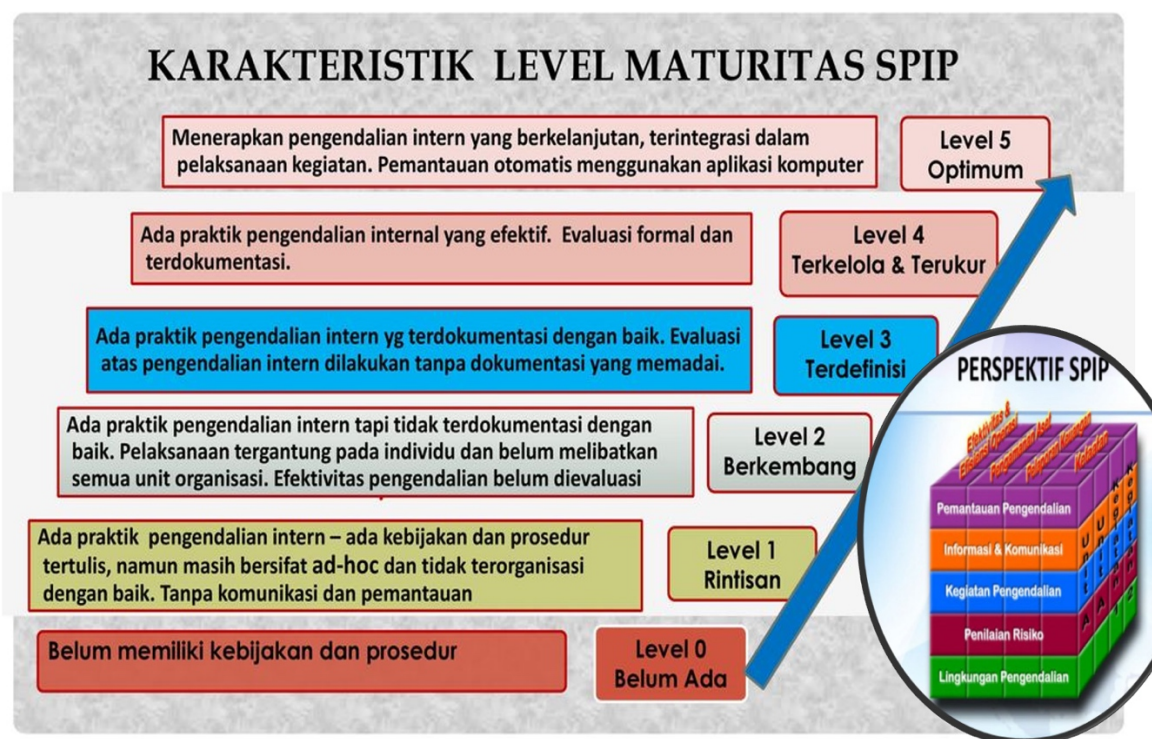 KARAKTERISTIK LEVEL MATURITAS SPIP
Menerapkan pengendalian intern yang berkelanjutan, terintegrasi dalam
pelaksanaan kegiatan. Pemantauan otomatis menggunakan aplikasi komputer
Level 5
Optimum
Ada praktik pengendalian internal yang efektif. Evaluasi formal dan
terdokumentasi.
Level 4
Terkelola & Terukur
Ada praktik pengendalian intern yg terdokumentasi dengan baik. Evaluasi
atas pengendalian intern dilakukan tanpa dokumentasi yang memadai.
Level 3
Terdefinisi
Ada praktik pengendalian intern tapi tidak terdokumentasi dengan
baik. Pelaksanaan tergantung pada individu dan belum melibatkan
semua unit organisasi. Efektivitas pengendalian belum dievaluasi
Level 2
Berkembang
Ada praktik pengendalian intern – ada kebijakan dan prosedur
tertulis, namun masih bersifat ad-hoc dan tidak terorganisasi
dengan baik. Tanpa komunikasi dan pemantauan
Level 1
Rintisan
Belum memiliki kebijakan dan prosedur
Level 0
Belum Ada
PERSPEKTIF SPIP
Efektivitas &
Pengamanan Aset
Pemantauan Pengendalian
Informasi & Komunikasi
Kegiatan Pengendalian
Penilaian Risiko
Lingkungan Pengendalian